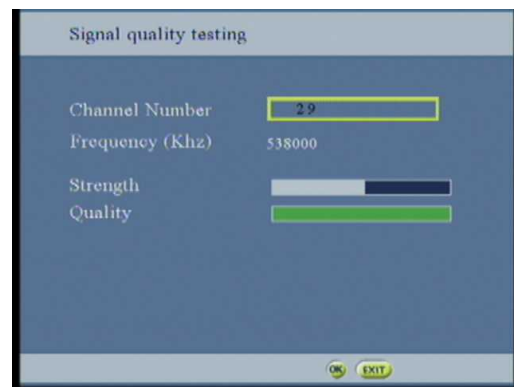 Signal quality testing
Channel Number 29
Frequency (Khz) 538000
Strength
Quality
OK EXIT